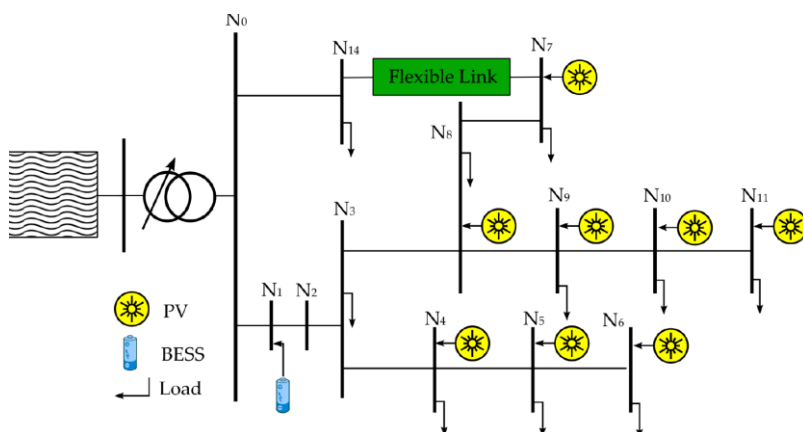 N0
N14
N7
Flexible Link
N8
N3
N9
N10
N11
N1
N2
N4
N5
N6
PV
BESS
Load